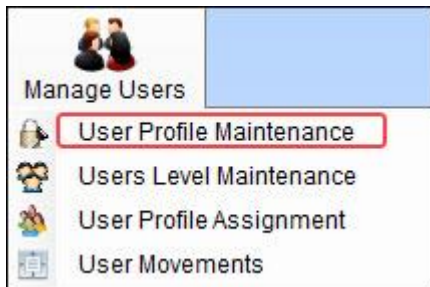 Manage Users
User Profile Maintenance
Users Level Maintenance
User Profile Assignment
User Movements